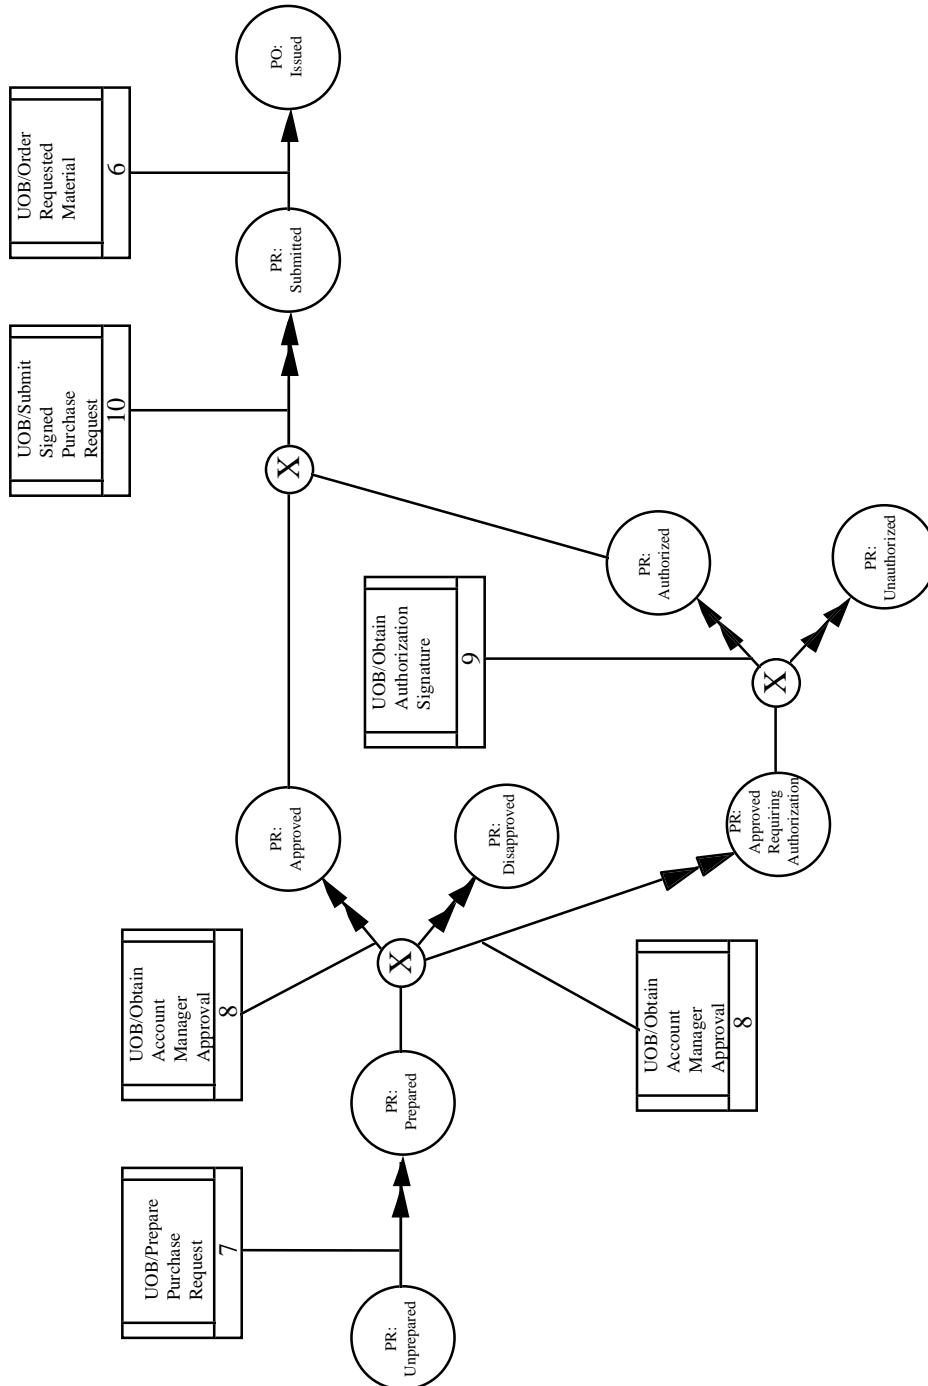 UOB/Prepare
Purchase
Request
7
PR:
Unprepared
UOB/Obtain
Account
Manager
Approval
8
PR:
Prepared
X
PR:
Approved
PR:
Disapproved
UOB/Obtain
Account
Manager
Approval
8
PR:
Approved
Requiring
Authorization
UOB/Obtain
Authorization
Signature
9
X
PR:
Authorized
PR:
Unauthorized
X
UOB/Submit
Signed
Purchase
Request
10
PR:
Submitted
UOB/Order
Requested
Material
6
PO:
Issued